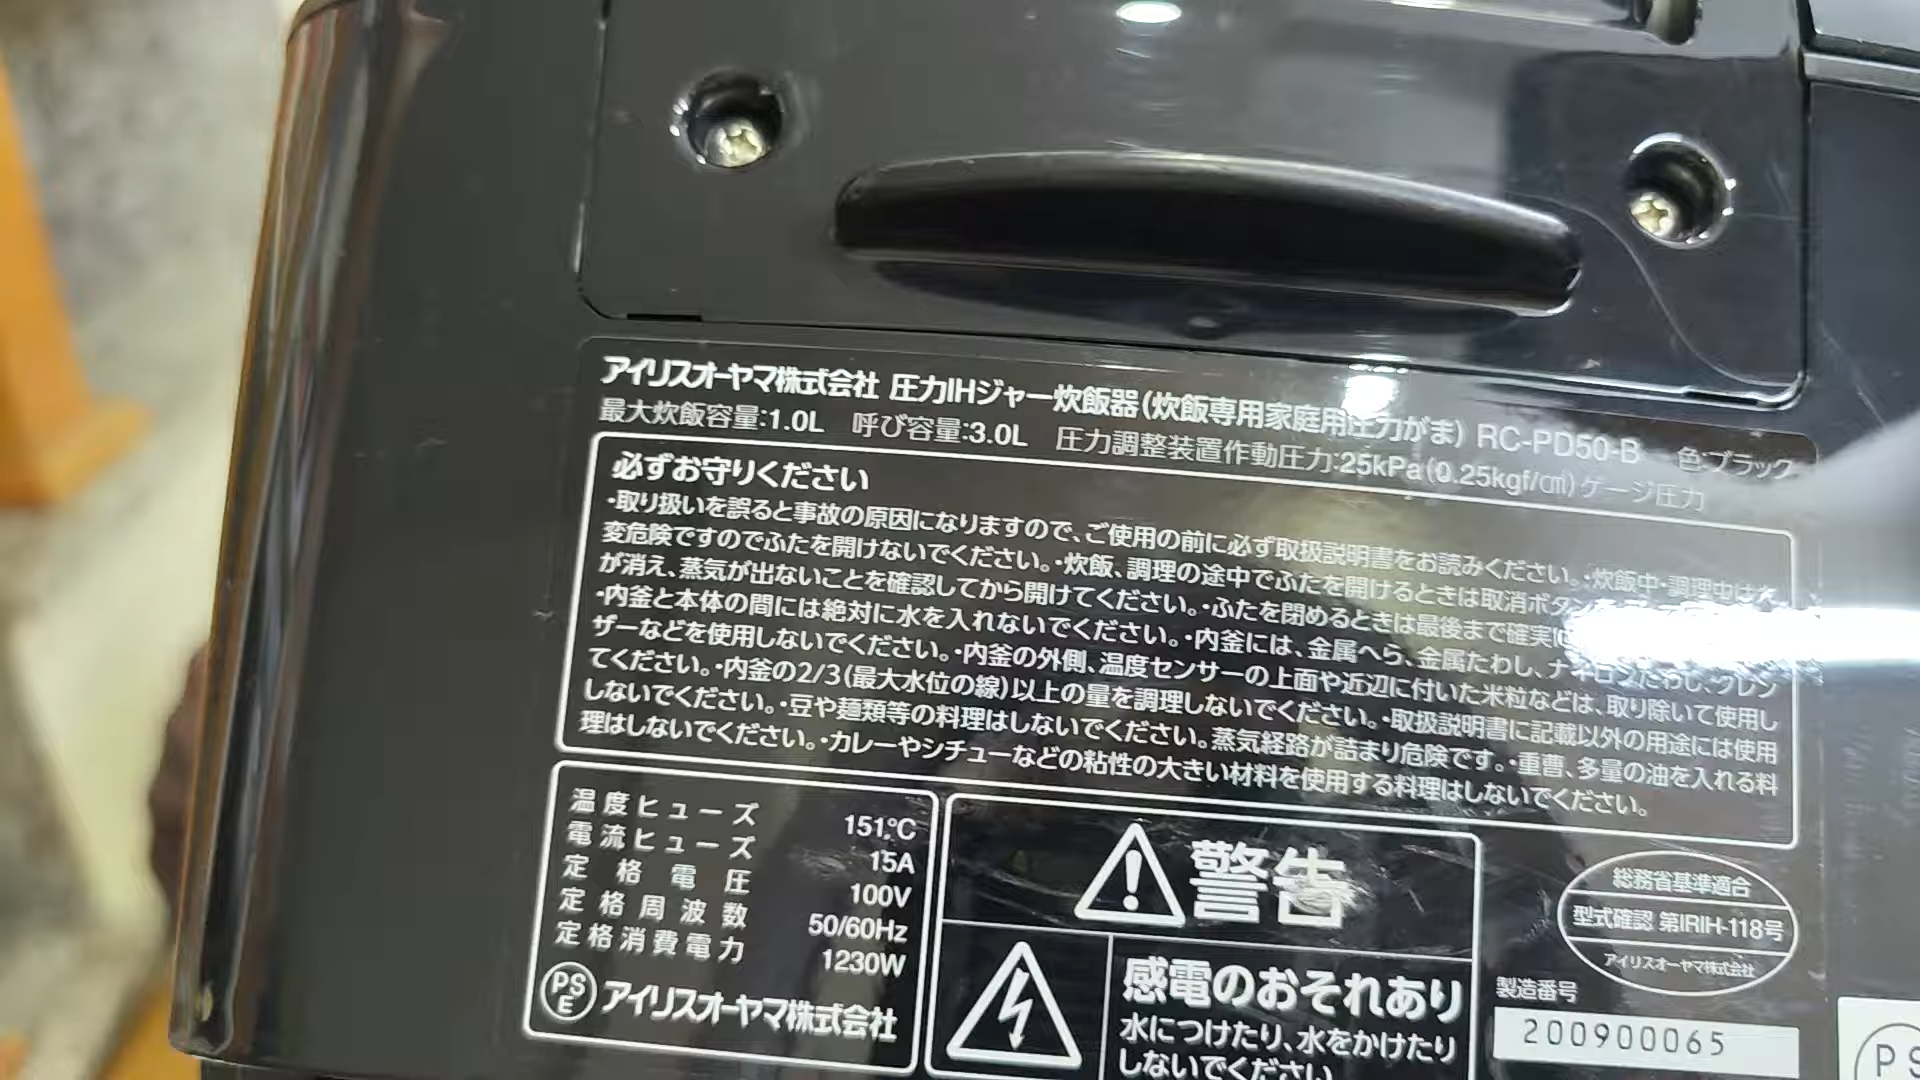 アイリスオーヤマ株式会社 圧力IHジャー炊飯器(炊飯専用家庭用圧力がま) RC-PD50-B 色:ブラック
最大炊飯容量:1.0L 呼び容量:3.0L 圧力調整装置作動圧力:25kPa(0.25kgf/c㎡)ゲージ圧力
必ずお守りください
・取り扱いを誤ると事故の原因になりますので、ご使用の前に必ず取扱説明書をお読みください。・炊飯中・調理中は大
変危険ですのでふたを開けないでください。・炊飯、調理の途中でふたを開けるときは取消ボタ
が消え、蒸気が出ないことを確認してから開けてください。・ふたを閉めるときは最後まで確実に
・内釜と本体の間には絶対に水を入れないでください。・内釜には、金属へら、金属たわし、ナイロンたわし、クレン
ザーなどを使用しないでください。・内釜の外側、温度センサーの上面や近辺に付いた米粒などは、取り除いて使用し
てください。・内釜の2/3(最大水位の線)以上の量を調理しないでください。・取扱説明書に記載以外の用途には使用
しないでください。・豆や麺類等の料理はしないでください。蒸気経路が詰まり危険です。・重曹、多量の油を入れる料
理はしないでください。・カレーやシチューなどの粘性の大きい材料を使用する料理はしないでください。
温度ヒューズ 151℃
電流ヒューズ 15A
定格電圧 100V
定格周波数 50/60Hz
定格消費電力 1230W
PSE アイリスオーヤマ株式会社
警告
感電のおそれあり
水につけたり、水をかけたり
しないでください
総務省基準適合
型式確認 第IRIH-118号
アイリスオーヤマ株式会社
製造番号
200900065
PS